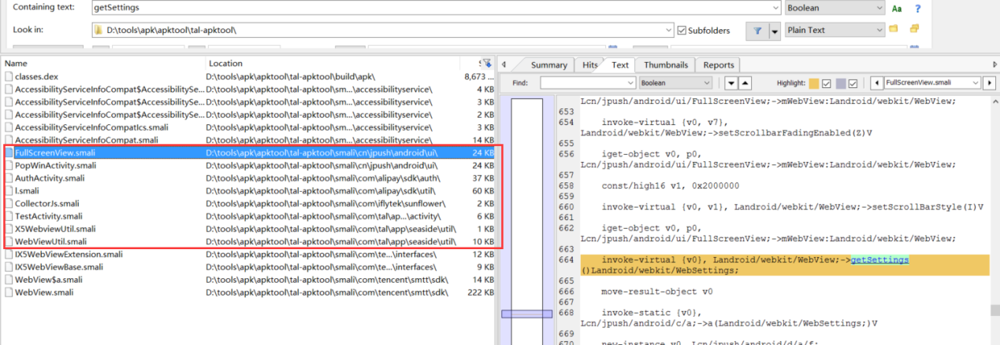 Containing text: getSettings Boolean Aa ?
Look in: D:\tools\apk\apktool\tal-apktool\ Subfolders Plain Text
Name Location S
Summary Hits Text Thumbnails Reports
classes.dex D:\tools\apk\apktool\tal-apktool\build\apk\ 8,673 ...
AccessibilityServiceInfoCompat$AccessibilitySe... D:\tools\apk\apktool\tal-apktool\sm...\accessibilityservice\ 4 KB
AccessibilityServiceInfoCompat$AccessibilitySe... D:\tools\apk\apktool\tal-apktool\sm...\accessibilityservice\ 3 KB
AccessibilityServiceInfoCompat$AccessibilitySe... D:\tools\apk\apktool\tal-apktool\sm...\accessibilityservice\ 2 KB
AccessibilityServiceInfoCompatIcs.smali D:\tools\apk\apktool\tal-apktool\sm...\accessibilityservice\ 3 KB
AccessibilityServiceInfoCompat.smali D:\tools\apk\apktool\tal-apktool\sm...\accessibilityservice\ 14 KB
FullScreenView.smali D:\tools\apk\apktool\tal-apktool\smali\cn\jpush\android\ui\ 24 KB
PopWinActivity.smali D:\tools\apk\apktool\tal-apktool\smali\cn\jpush\android\ui\ 24 KB
AuthActivity.smali D:\tools\apk\apktool\tal-apktool\smali\com\alipay\sdk\auth\ 37 KB
l.smali D:\tools\apk\apktool\tal-apktool\smali\com\alipay\sdk\util\ 60 KB
CollectorJs.smali D:\tools\apk\apktool\tal-apktool\smali\com\iflytek\sunflower\ 2 KB
TestActivity.smali D:\tools\apk\apktool\tal-apktool\smali\com\tal\ap...\activity\ 6 KB
X5WebviewUtil.smali D:\tools\apk\apktool\tal-apktool\smali\com\tal\app\seaside\util\ 1 KB
WebViewUtil.smali D:\tools\apk\apktool\tal-apktool\smali\com\tal\app\seaside\util\ 10 KB
IX5WebViewExtension.smali D:\tools\apk\apktool\tal-apktool\smali\com\te...\interfaces\ 12 KB
IX5WebViewBase.smali D:\tools\apk\apktool\tal-apktool\smali\com\te...\interfaces\ 9 KB
WebView$a.smali D:\tools\apk\apktool\tal-apktool\smali\com\tencent\smtt\sdk\ 14 KB
WebView.smali D:\tools\apk\apktool\tal-apktool\smali\com\tencent\smtt\sdk\ 222 KB
Find: Boolean Highlight: FullScreenView.smali
Lcn/jpush/android/ui/FullScreenView;->mWebView:Landroid/webkit/WebView;
653
654 invoke-virtual {v0, v7},
Landroid/webkit/WebView;->setScrollbarFadingEnabled(Z)V
655
656 iget-object v0, p0,
Lcn/jpush/android/ui/FullScreenView;->mWebView:Landroid/webkit/WebView;
657
658 const/high16 v1, 0x2000000
659
660 invoke-virtual {v0, v1}, Landroid/webkit/WebView;->setScrollBarStyle(I)V
661
662 iget-object v0, p0,
Lcn/jpush/android/ui/FullScreenView;->mWebView:Landroid/webkit/WebView;
663
664 invoke-virtual {v0}, Landroid/webkit/WebView;->getSettings
()Landroid/webkit/WebSettings;
665
666 move-result-object v0
667
668 invoke-static {v0},
Lcn/jpush/android/c/a;->a(Landroid/webkit/WebSettings;)V
669
670 new-instance v0, Lcn/jpush/android/d/a/f;